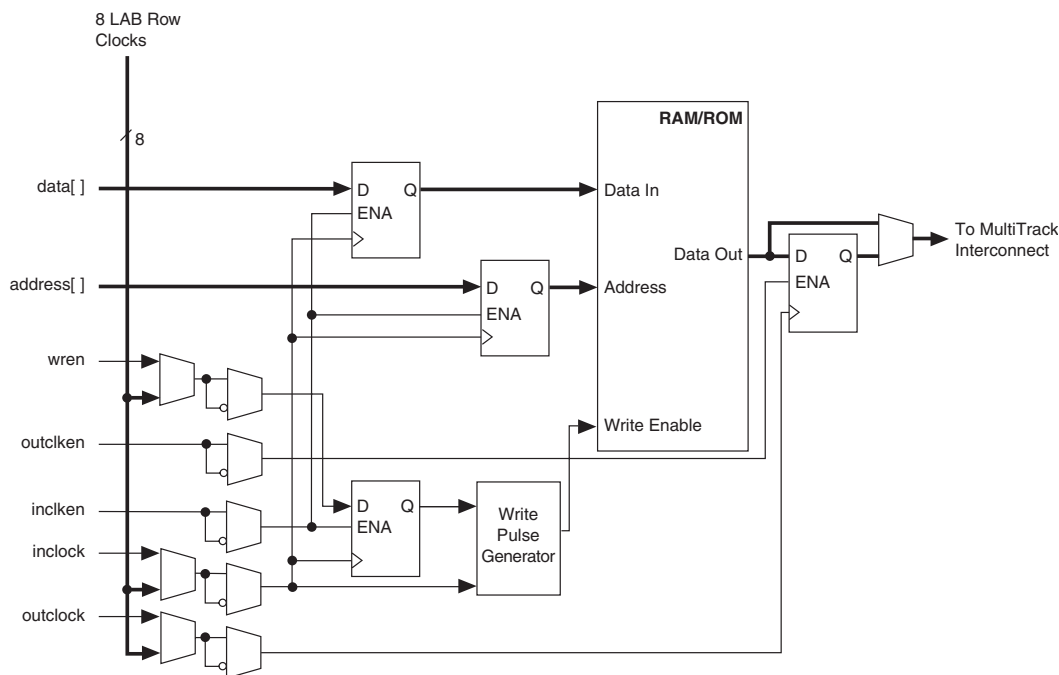 8 LAB Row
Clocks
8
RAM/ROM
data[ ]
D Q
ENA
Data In
To MultiTrack
Interconnect
Data Out
D Q
ENA
address[ ]
D Q
ENA
Address
wren
Write Enable
outclken
inclken
D Q
ENA
Write
Pulse
Generator
inclock
outclock